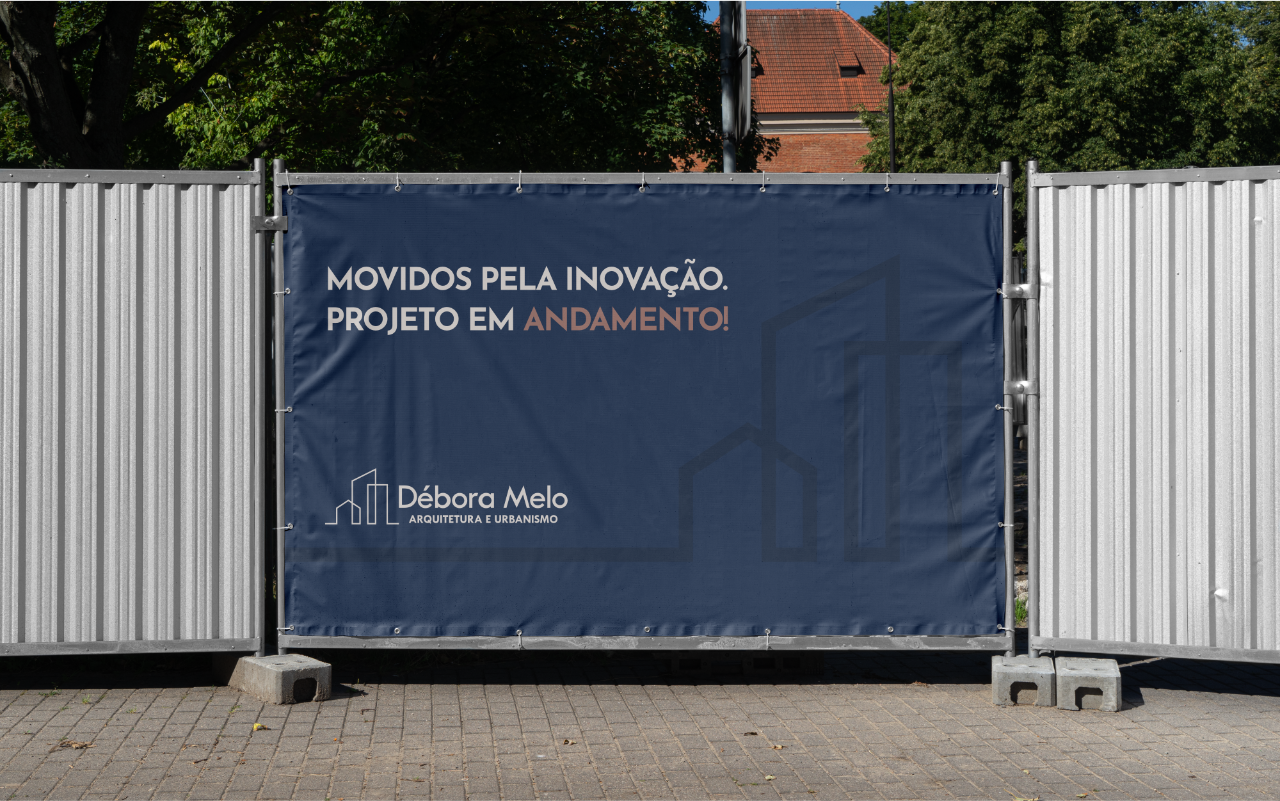 MOVIDOS PELA INOVAÇÃO.
PROJETO EM ANDAMENTO!
Débora Melo
ARQUITETURA E URBANISMO